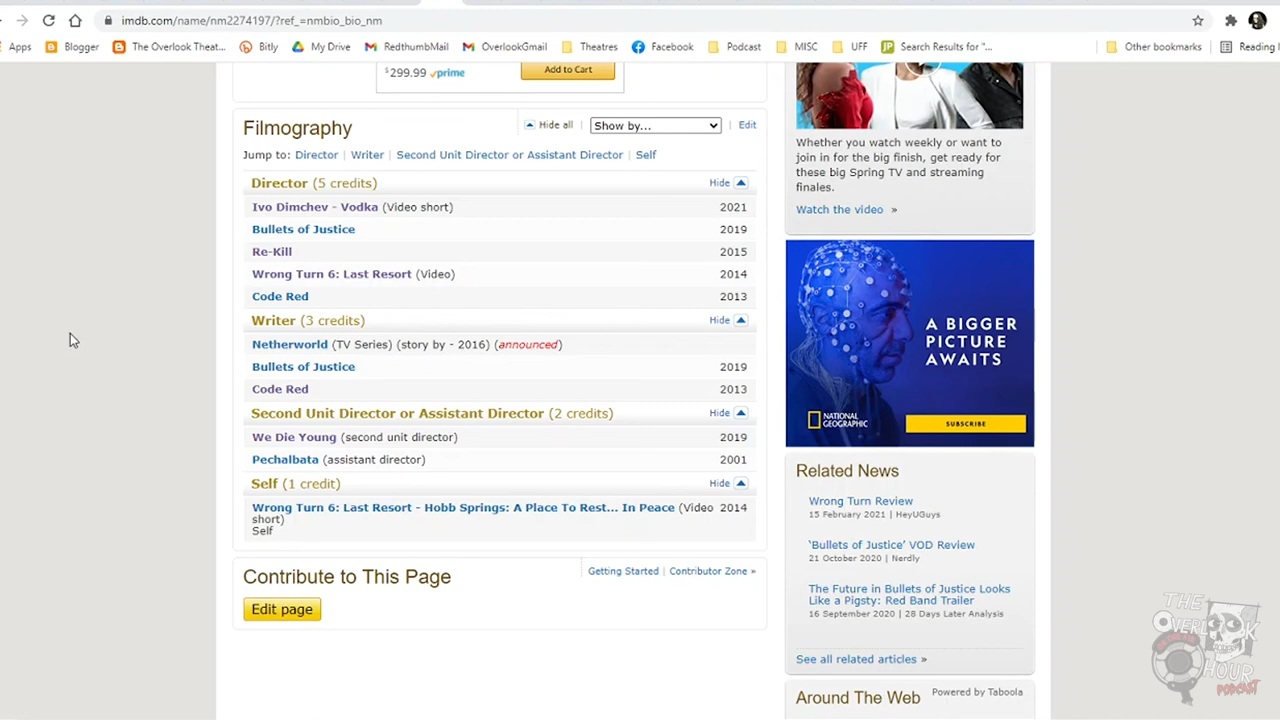 imdb.com/name/nm2274197/?ref_=nmbio_bio_nm
Apps Blogger The Overlook Theat... Bitly My Drive RedthumbMail OverlookGmail Theatres Facebook Podcast MISC UFF Search Results for "... Other bookmarks Reading
$299.99 prime Add to Cart
Filmography Hide all Show by... Edit
Jump to: Director | Writer | Second Unit Director or Assistant Director | Self
Director (5 credits) Hide
Ivo Dimchev - Vodka (Video short) 2021
Bullets of Justice 2019
Re-Kill 2015
Wrong Turn 6: Last Resort (Video) 2014
Code Red 2013
Writer (3 credits) Hide
Netherworld (TV Series) (story by - 2016) (announced)
Bullets of Justice 2019
Code Red 2013
Second Unit Director or Assistant Director (2 credits) Hide
We Die Young (second unit director) 2019
Pechalbata (assistant director) 2001
Self (1 credit) Hide
Wrong Turn 6: Last Resort - Hobb Springs: A Place To Rest... In Peace (Video 2014
short)
Self
Contribute to This Page Getting Started | Contributor Zone »
Edit page
Whether you watch weekly or want to
join in for the big finish, get ready for
these big Spring TV and streaming
finales.
Watch the video »
A BIGGER
PICTURE
AWAITS
NATIONAL
GEOGRAPHIC
SUBSCRIBE
Related News
Wrong Turn Review
15 February 2021 | HeyUGuys
‘Bullets of Justice’ VOD Review
21 October 2020 | Nerdly
The Future in Bullets of Justice Looks
Like a Pigsty: Red Band Trailer
16 September 2020 | 28 Days Later Analysis
See all related articles »
Around The Web Powered by Taboola
THE
OVERLOOK
HOUR
PODCAST